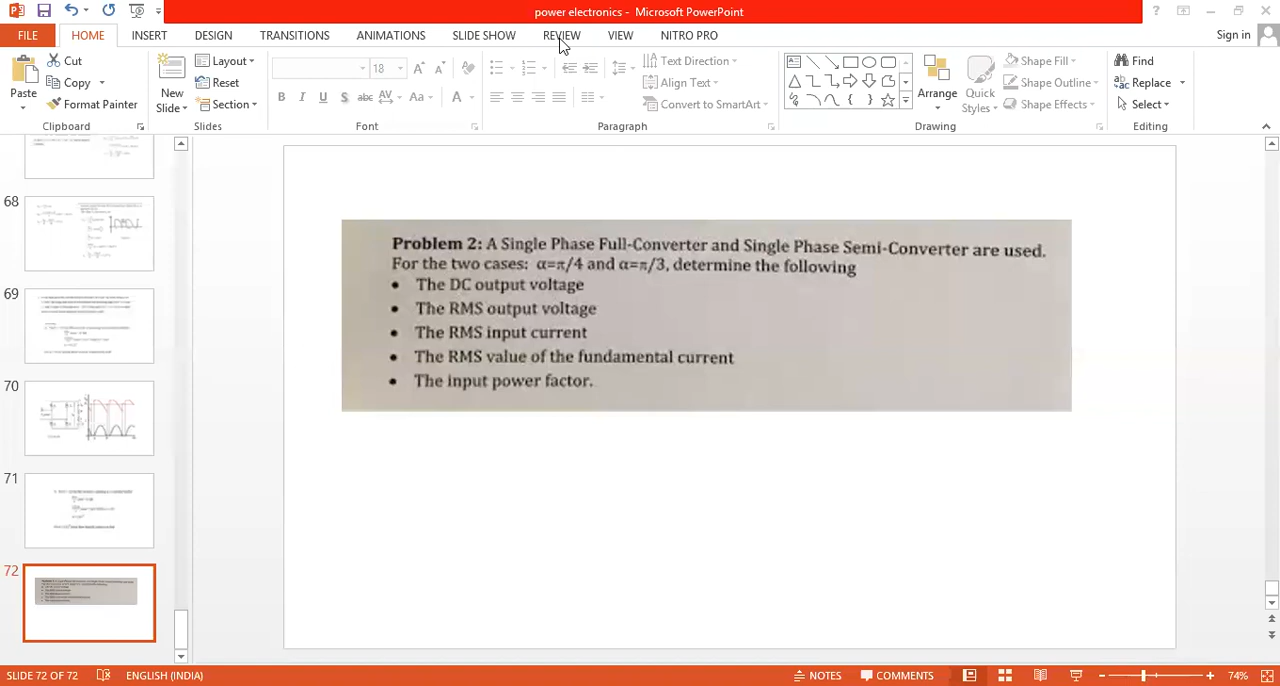 power electronics - Microsoft PowerPoint
FILE HOME INSERT DESIGN TRANSITIONS ANIMATIONS SLIDE SHOW REVIEW VIEW NITRO PRO Sign in
Paste
Cut
Copy
Format Painter
Clipboard
New
Slide
Layout
Reset
Section
Slides
18
B I U S abc AV Aa A
Font
Text Direction
Align Text
Convert to SmartArt
Paragraph
Arrange
Quick
Styles
Shape Fill
Shape Outline
Shape Effects
Drawing
Find
Replace
Select
Editing
68
69
70
71
72
Problem 2: A Single Phase Full-Converter and Single Phase Semi-Converter are used.
For the two cases: α=π/4 and α=π/3, determine the following
• The DC output voltage
• The RMS output voltage
• The RMS input current
• The RMS value of the fundamental current
• The input power factor.
SLIDE 72 OF 72 ENGLISH (INDIA) NOTES COMMENTS 74%